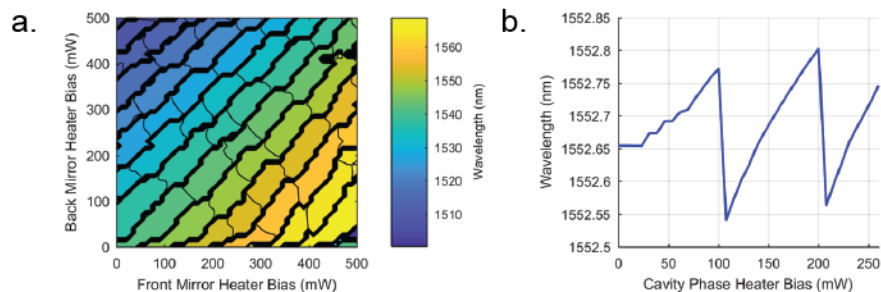 a.
Back Mirror Heater Bias (mW)
500
400
300
200
100
0
0 100 200 300 400 500
Front Mirror Heater Bias (mW)
1560
1550
1540
1530
1520
1510
Wavelength (nm)
b.
Wavelength (nm)
1552.85
1552.8
1552.75
1552.7
1552.65
1552.6
1552.55
1552.5
0 50 100 150 200 250
Cavity Phase Heater Bias (mW)